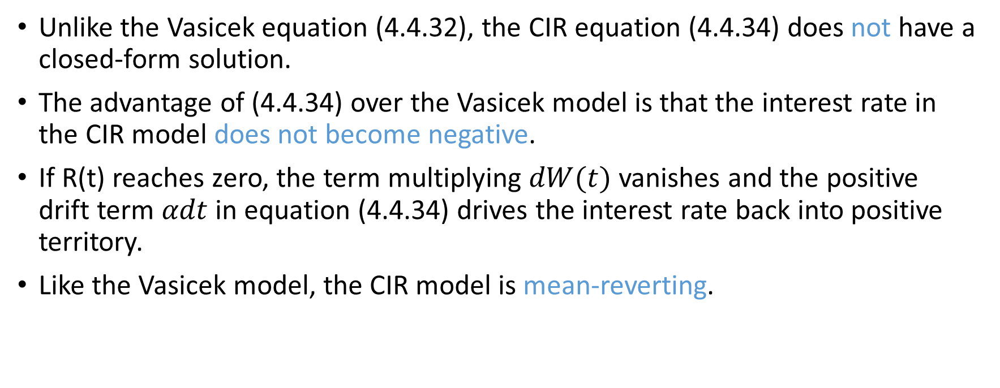 • Unlike the Vasicek equation (4.4.32), the CIR equation (4.4.34) does not have a
closed-form solution.
• The advantage of (4.4.34) over the Vasicek model is that the interest rate in
the CIR model does not become negative.
• If R(t) reaches zero, the term multiplying 𝑑𝑊(𝑡) vanishes and the positive
drift term 𝛼𝑑𝑡 in equation (4.4.34) drives the interest rate back into positive
territory.
• Like the Vasicek model, the CIR model is mean-reverting.